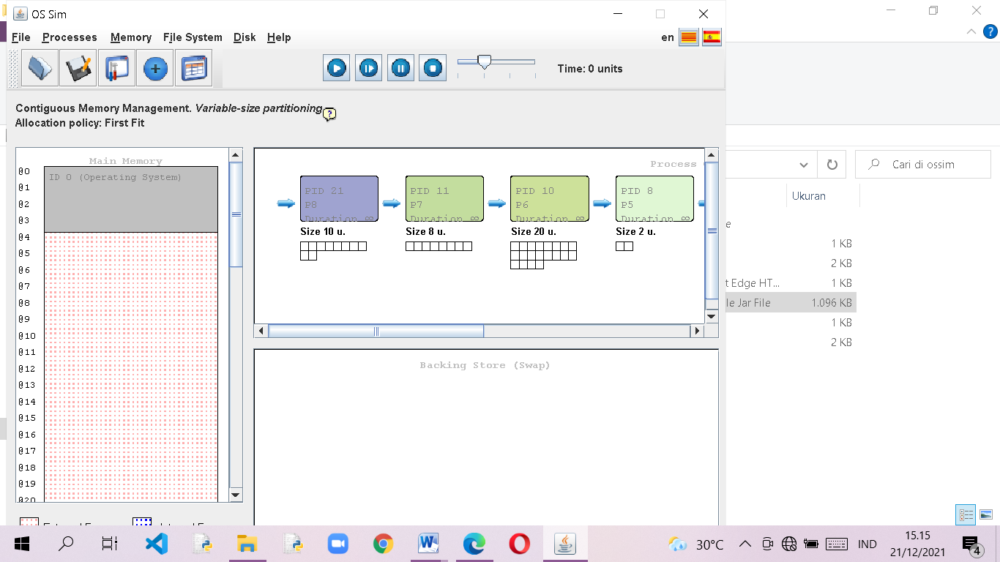 OS Sim
File Processes Memory File System Disk Help
en
Time: 0 units
Contiguous Memory Management. Variable-size partitioning
?
Allocation policy: First Fit
Main Memory
@0
ID 0 (Operating System)
@1
@2
@3
@4
@5
@6
@7
@8
@9
@10
@11
@12
@13
@14
@15
@16
@17
@18
@19
@20
Process
PID 21
P8
Duration ∞
Size 10 u.
PID 11
P7
Duration ∞
Size 8 u.
PID 10
P6
Duration ∞
Size 20 u.
PID 8
P5
Duration ∞
Size 2 u.
Backing Store (Swap)
?
Cari di ossim
Ukuran
1 KB
2 KB
t Edge HT... 1 KB
le Jar File 1.096 KB
1 KB
2 KB
30°C
IND
15.15
21/12/2021
4